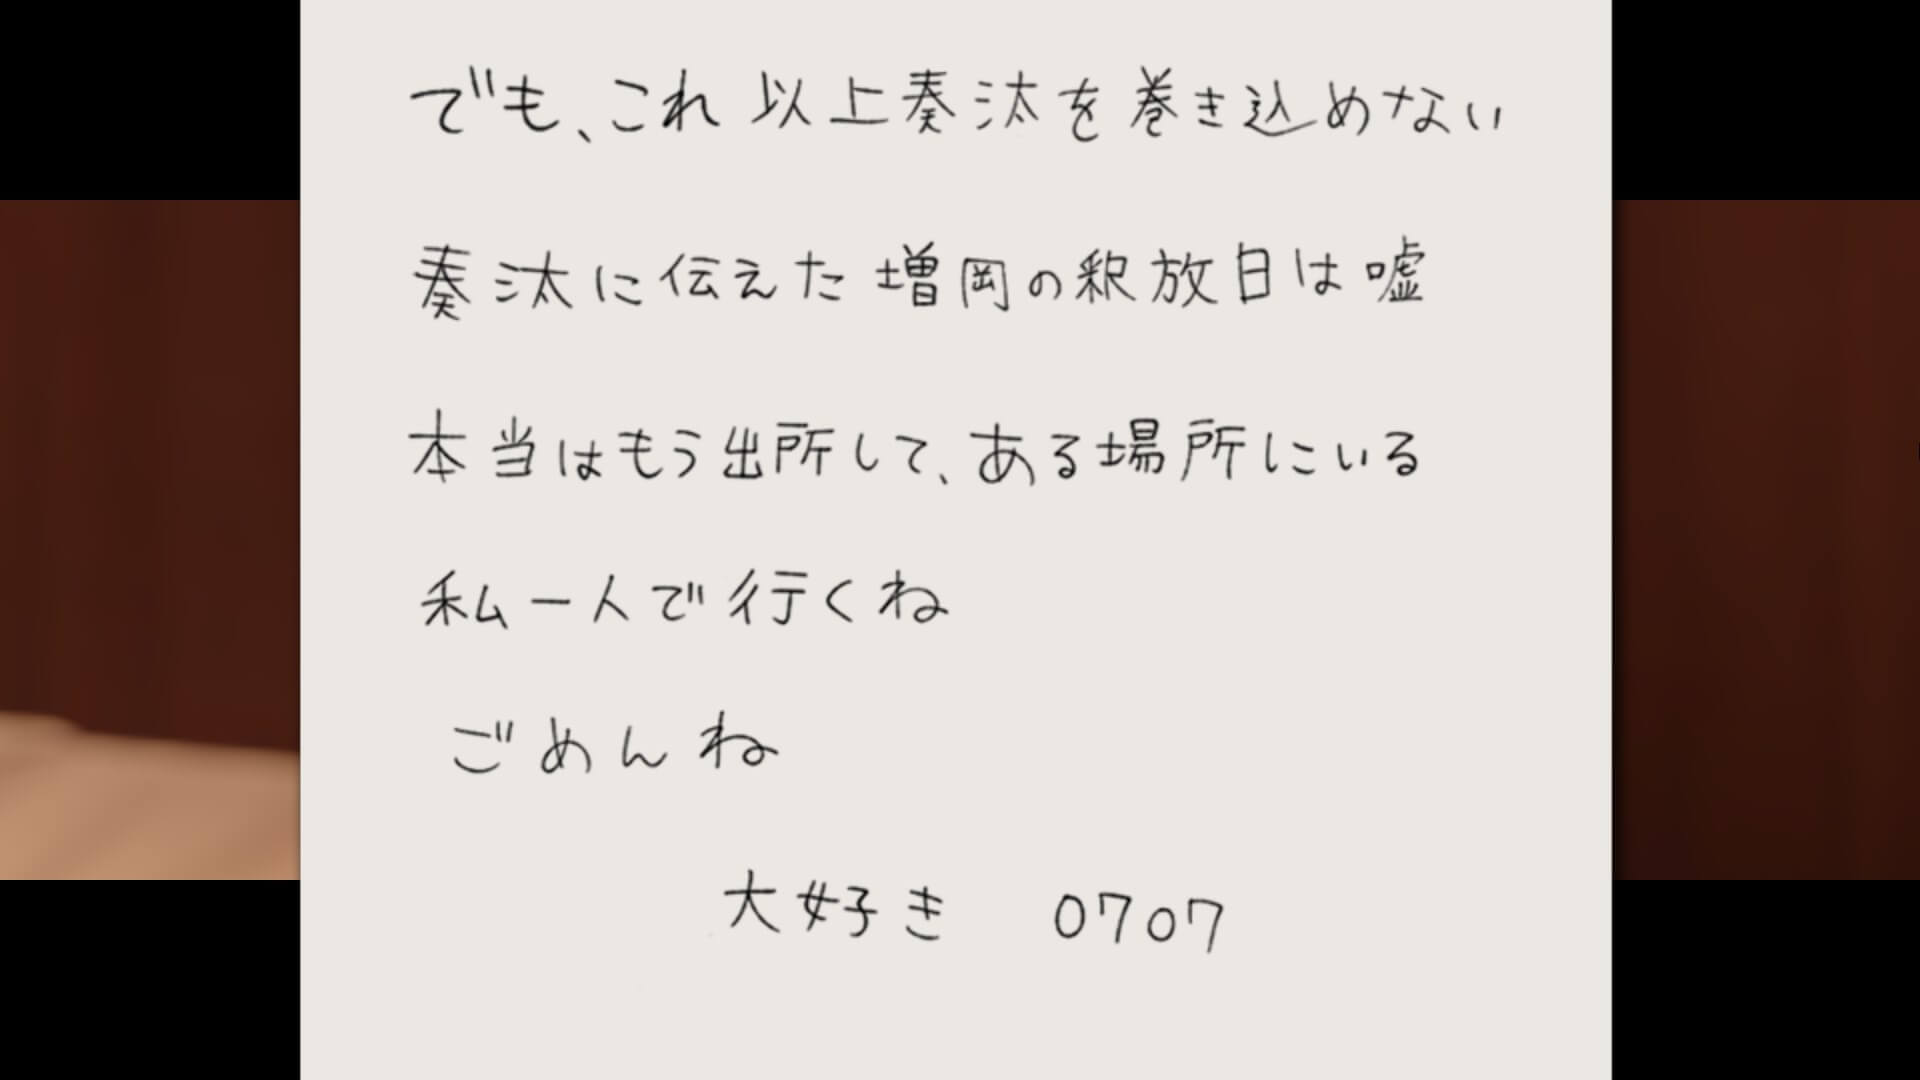 でも、これ以上奏汰を巻き込めない
奏汰に伝えた増岡の釈放日は嘘
本当はもう出所して、ある場所にいる
私一人で行くね
ごめんね
大好き 0707